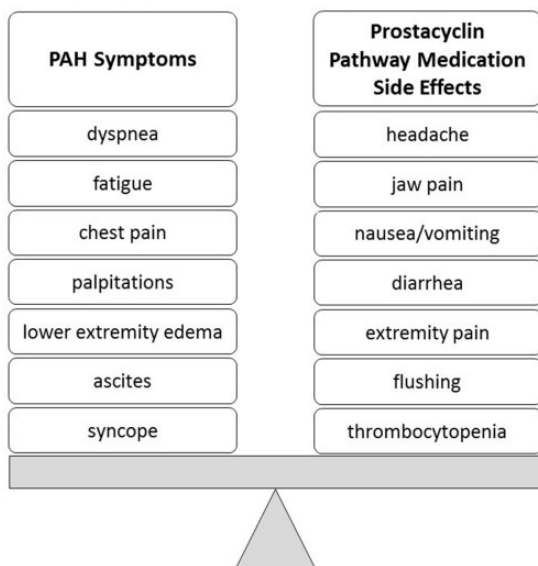 PAH Symptoms
dyspnea
fatigue
chest pain
palpitations
lower extremity edema
ascites
syncope
Prostacyclin
Pathway Medication
Side Effects
headache
jaw pain
nausea/vomiting
diarrhea
extremity pain
flushing
thrombocytopenia